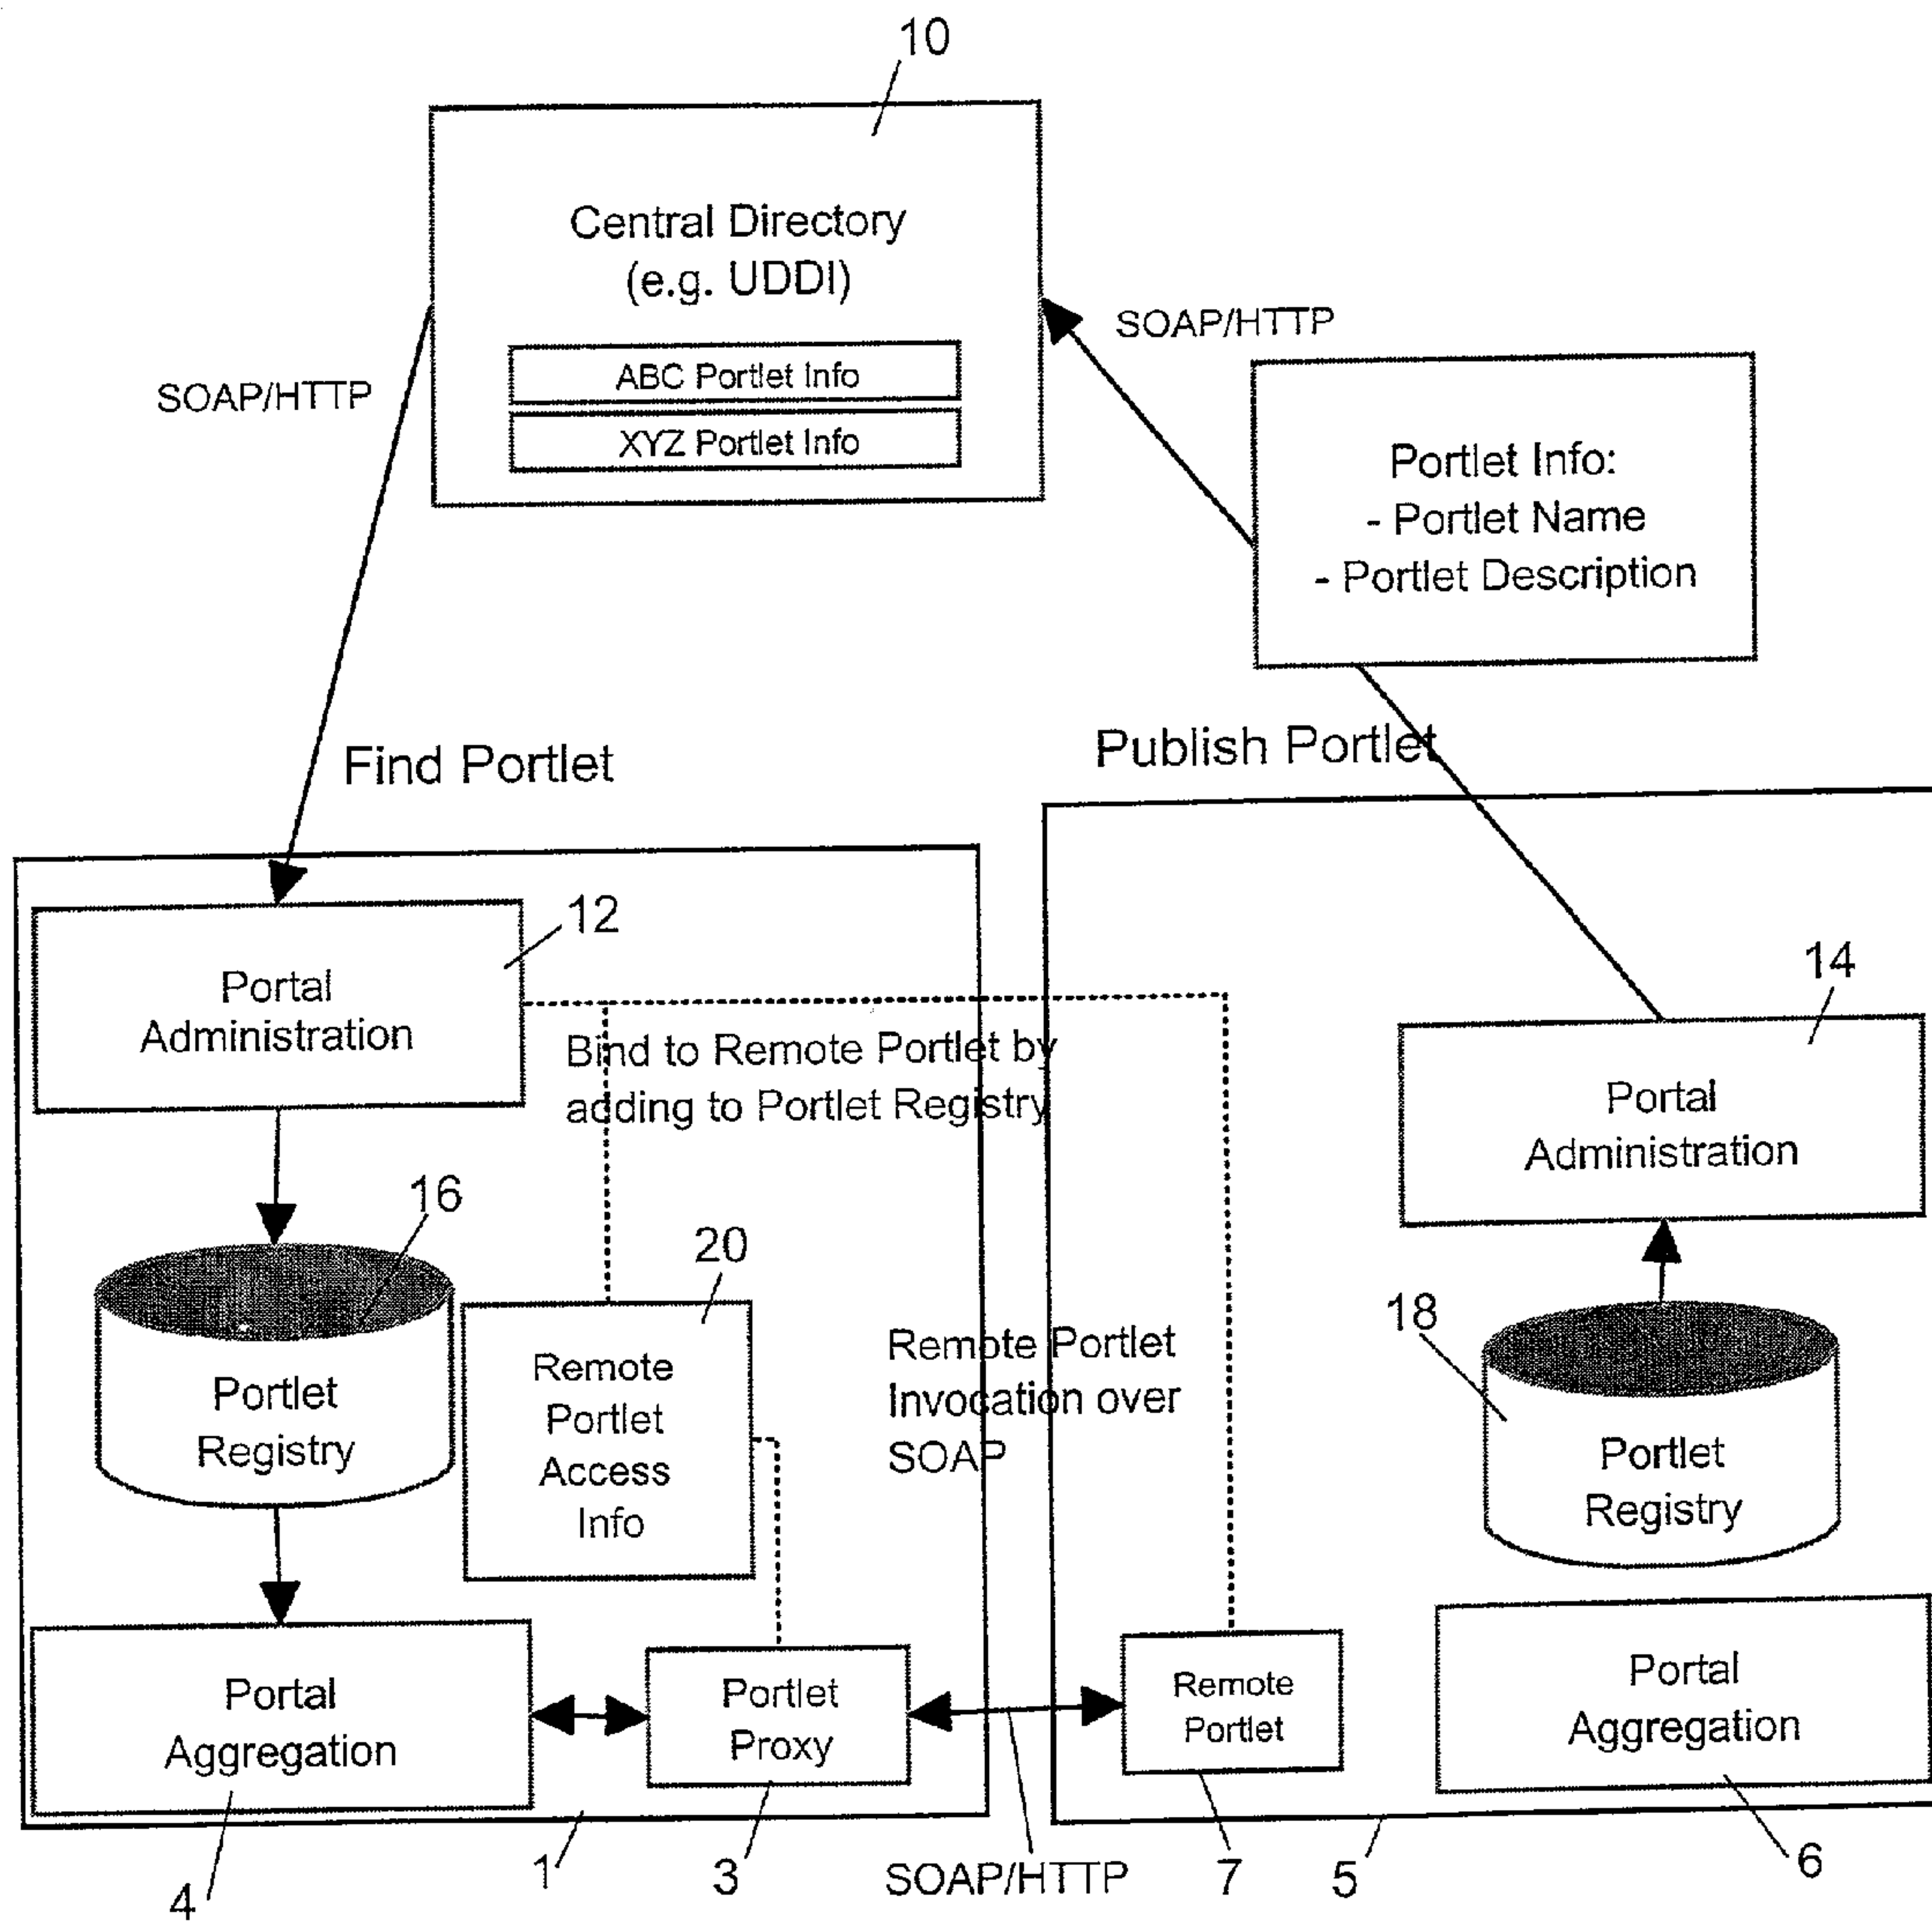 10
Central Directory
(e.g. UDDI)
ABC Portlet Info
XYZ Portlet Info
SOAP/HTTP
SOAP/HTTP
Portlet Info:
- Portlet Name
- Portlet Description
Find Portlet
Publish Portlet
12
Portal
Administration
14
Portal
Administration
Bind to Remote Portlet by
adding to Portlet Registry
16
Portlet
Registry
20
Remote
Portlet
Access
Info
Remote Portlet
Invocation over
SOAP
18
Portlet
Registry
Portal
Aggregation
Portlet
Proxy
Remote
Portlet
Portal
Aggregation
4
1
3
SOAP/HTTP
7
5
6